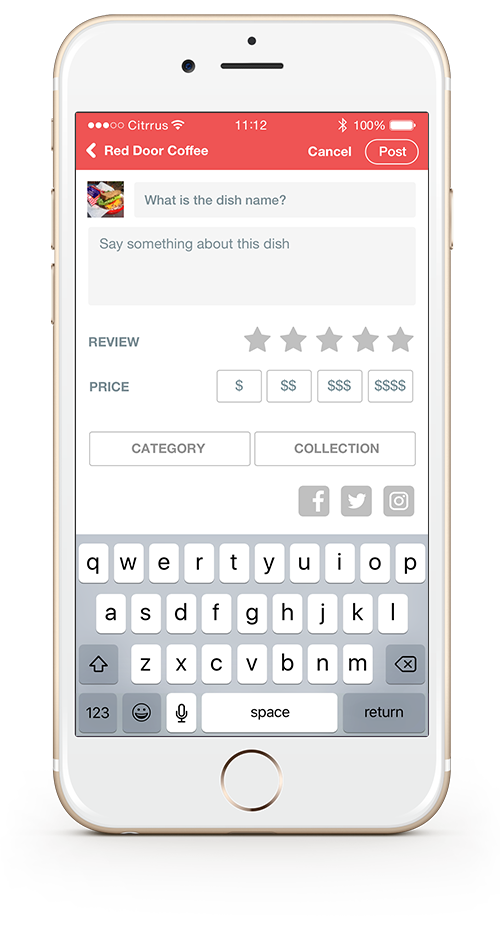 Citrrus 11:12 100%
Red Door Coffee Cancel Post
What is the dish name?
Say something about this dish
REVIEW
PRICE $ $$ $$$ $$$$
CATEGORY COLLECTION
q w e r t y u i o p
a s d f g h j k l
z x c v b n m
123 space return